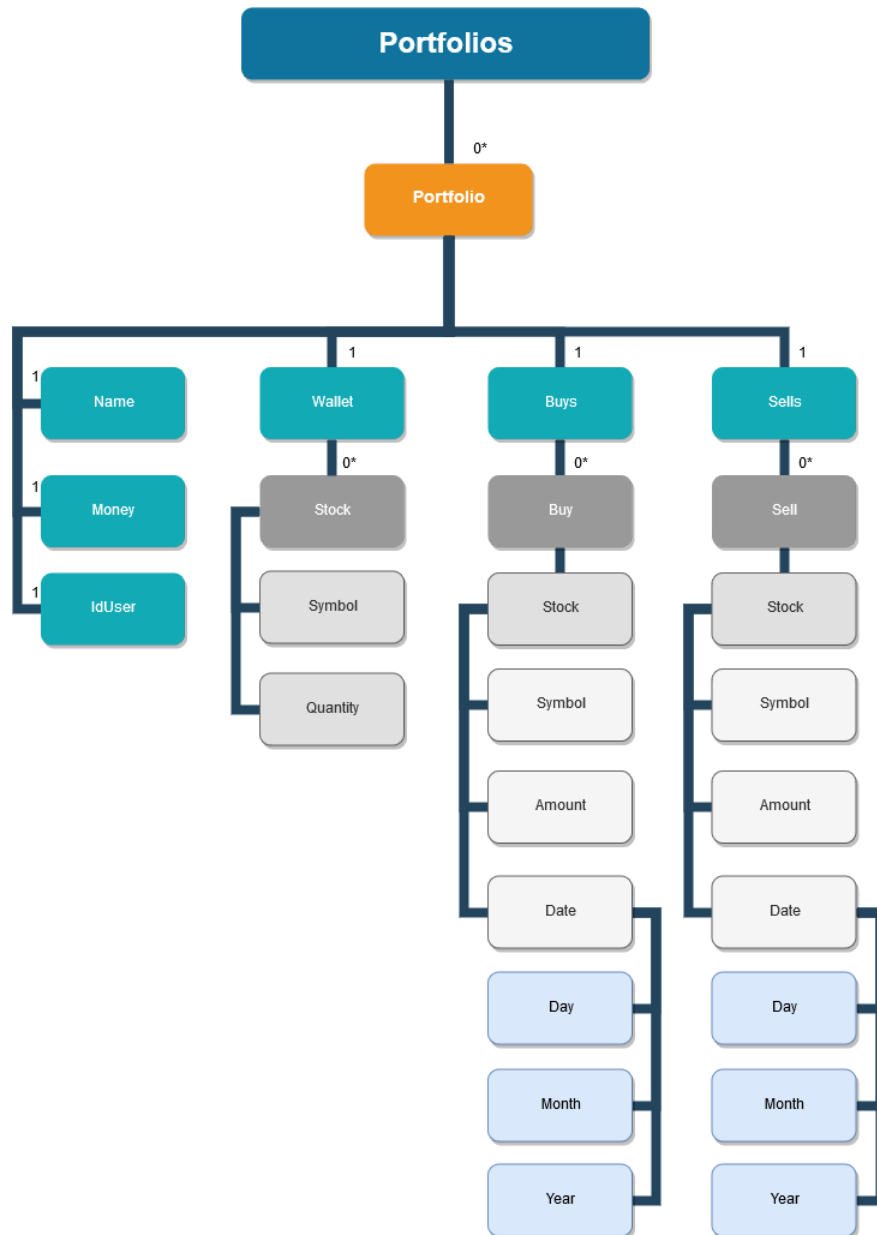 Portfolios
0*
Portfolio
1
1
1
1
Name
Wallet
Buys
Sells
0*
0*
0*
1
Money
Stock
Buy
Sell
1
IdUser
Symbol
Stock
Stock
Quantity
Symbol
Symbol
Amount
Amount
Date
Date
Day
Day
Month
Month
Year
Year